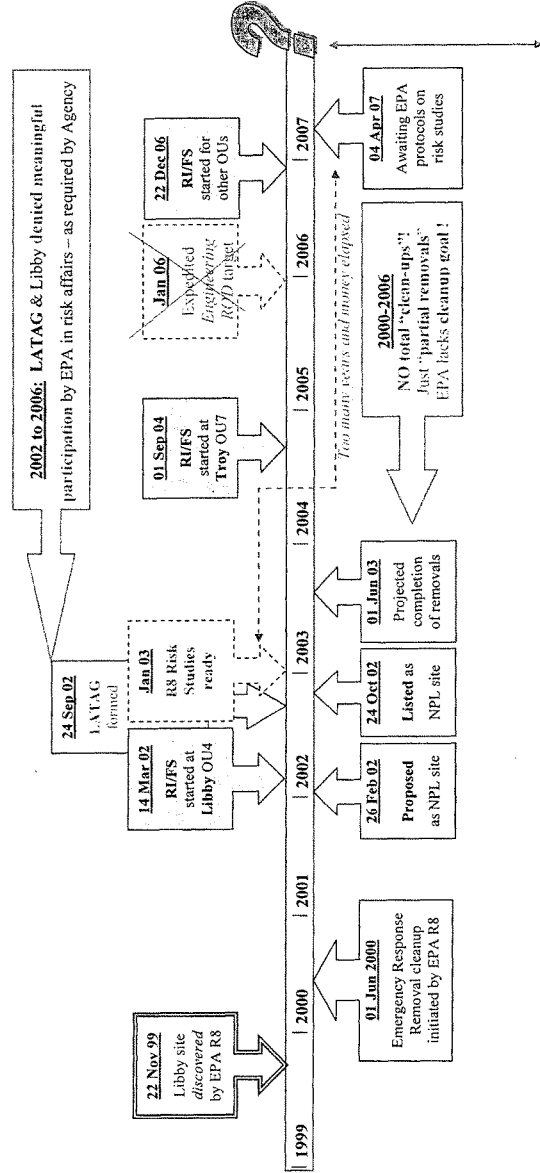 2002 to 2006: LATAG & Libby denied meaningful
participation by EPA in risk affairs – as required by Agency
22 Nov 99
Libby site
discovered
by EPA R8
14 Mar 02
RI/FS
started at
Libby OU4
24 Sep 02
LATAG
formed
Jan 03
R8 Risk
Studies
ready
01 Sep 04
RI/FS
started at
Troy OU7
Jan 06
Expedited
Engineering
ROD target
22 Dec 06
RI/FS
started for
other OUs
| 1999
| 2000
| 2001
| 2002
| 2003
| 2004
| 2005
| 2006
| 2007
?
Too many years and money elapsed
01 Jun 2000
Emergency Response
Removal cleanup
initiated by EPA R8
26 Feb 02
Proposed
as NPL site
24 Oct 02
Listed as
NPL site
01 Jun 03
Projected
completion
of removals
2000-2006
NO total "clean-ups"!
Just "partial removals"
EPA lacks cleanup goal !
04 Apr 07
Awaiting EPA
protocols on
risk studies